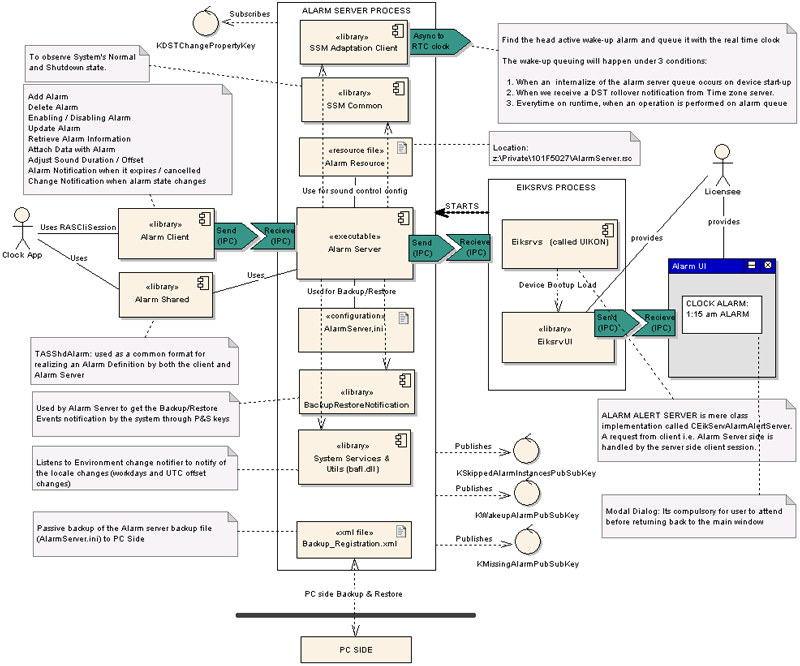 Subscribes
KDSTChangePropertyKey
ALARM SERVER PROCESS
«library»
SSM Adaptation Client
Async to
RTC clock
Find the head active wake-up alarm and queue it with the real time clock
The wake-up queuing will happen under 3 conditions:
1. When an internalize of the alarm server queue occurs on device start-up
2. When we receive a DST rollover notification from Time zone server.
3. Everytime on runtime, when an operation is performed on alarm queue
To observe System's Normal
and Shutdown state.
«library»
SSM Common
Add Alarm
Delete Alarm
Enabling / Disabling Alarm
Update Alarm
Retrieve Alarm Information
Attach Data with Alarm
Adjust Sound Duration / Offset
Alarm Notification when it expires / cancelled
Change Notification when alarm state changes
«resource file»
Alarm Resource
Location:
z:\Private\101F5027\AlarmServer.rsc
Use for sound control config
Licensee
EIKSRVS PROCESS
STARTS
Clock App
Uses RASCliSession
«library»
Alarm Client
Send
(IPC)
Recieve
(IPC)
«executable»
Alarm Server
Send
(IPC)
Recieve
(IPC)
Eiksrvs  (called UIKON)
provides
provides
Uses
«library»
Alarm Shared
Uses
Used for Backup/Restore
Device Bootup Load
Alarm UI
CLOCK ALARM:
1:15 am ALARM
«configuration»
AlarmServer.ini
«library»
EiksrvUI
Send
(IPC)
Recieve
(IPC)
TASShdAlarm: used as a common format for
realizing an Alarm Definition by both the client and
Alarm Server
«library»
BackupRestoreNotification
Used by Alarm Server to get the Backup/Restore
Events notification by the system through P&S keys
ALARM ALERT SERVER is mere class
implementation called CEikServAlarmAlertServer.
A request from client i.e. Alarm Server side is
handled by the server side client session.
«library»
System Services &
Utils (bafl.dll)
Listens to Environment change notifier to notify of
the locale changes (workdays and UTC offset
changes)
Publishes
KSkippedAlarmInstancesPubSubKey
Publishes
KWakeupAlarmPubSubKey
Modal Dialog: Its compulsory for user to attend
before returning back to the main window
Passive backup of the Alarm server backup file
(AlarmServer.ini) to PC Side
«xml file»
Backup_Registration.xml
Publishes
KMissingAlarmPubSubKey
PC side Backup & Restore
PC SIDE